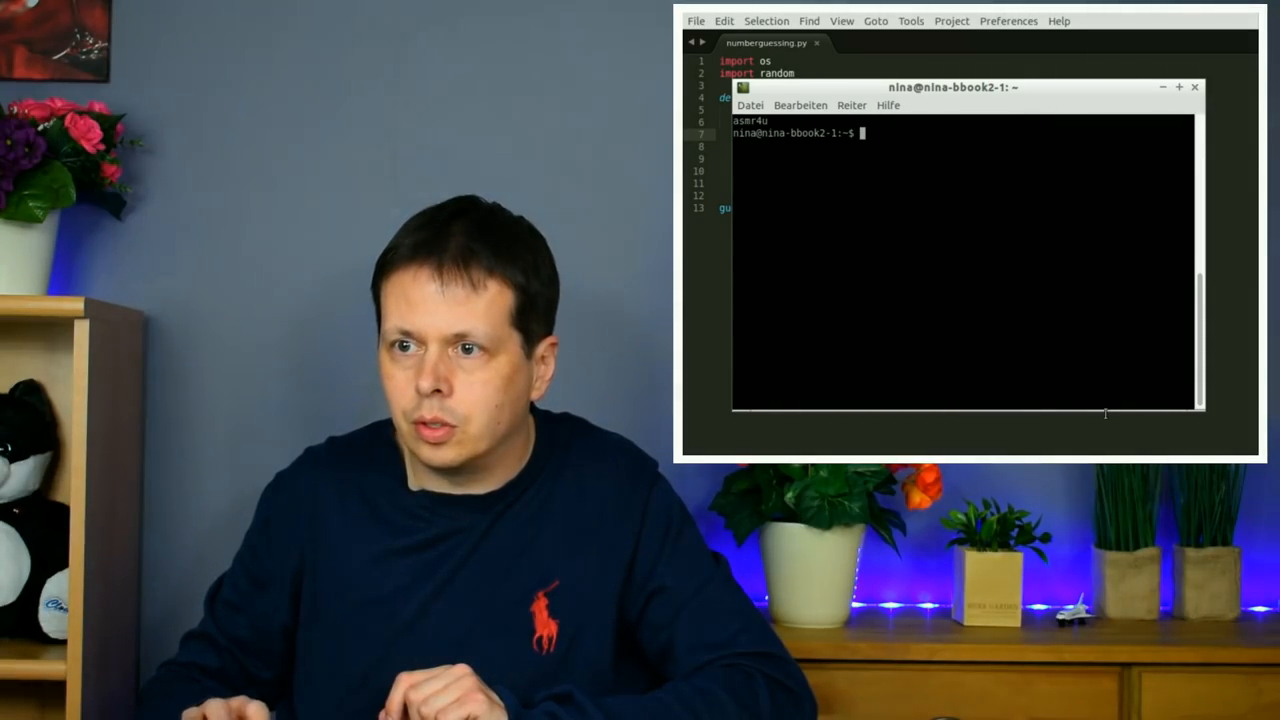 File Edit Selection Find View Goto Tools Project Preferences Help
numberguessing.py ×
1 import os
2 import random
3
4 de
5
6
7
8
9
10
11
12
13 gu
nina@nina-bbook2-1: ~
Datei Bearbeiten Reiter Hilfe
asmr4u
nina@nina-bbook2-1:~$